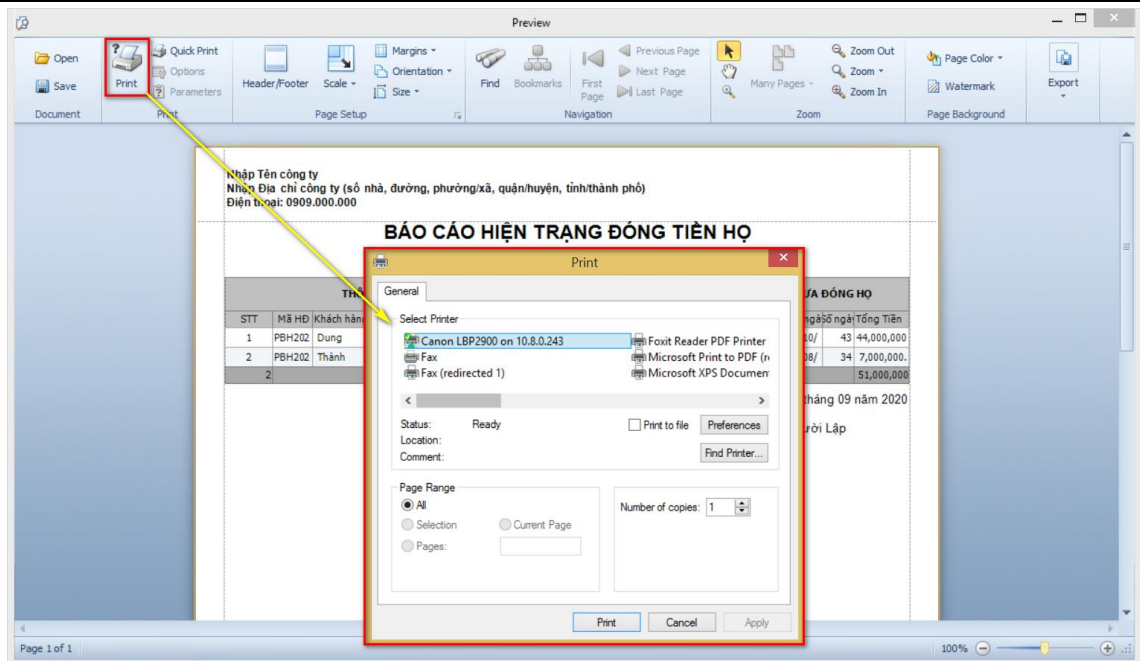 Preview
Open
Save
Document
Print
Quick Print
Options
Parameters
Print
Header/Footer
Scale
Margins
Orientation
Size
Page Setup
Find
Bookmarks
First Page
Previous Page
Next Page
Last Page
Navigation
Many Pages
Zoom Out
Zoom
Zoom In
Zoom
Page Color
Watermark
Page Background
Export
Nhập Tên công ty
Nhập Địa chỉ công ty (số nhà, đường, phường/xã, quận/huyện, tỉnh/thành phố)
Điện thoại: 0909.000.000
BÁO CÁO HIỆN TRẠNG ĐÓNG TIỀN HỌ
ĐÓNG HỌ
STT Mã HĐ Khách hàn Tổng Tiền
1 PBH202 Dung 43 44,000,000
2 PBH202 Thành 34 7,000,000.
2 51,000,000
tháng 09 năm 2020
Lập
Print
General
Select Printer
Canon LBP2900 on 10.8.0.243
Fax
Fax (redirected 1)
Foxit Reader PDF Printer
Microsoft Print to PDF (r
Microsoft XPS Documen
Status: Ready
Location:
Comment:
Print to file
Preferences
Find Printer...
Page Range
All
Selection
Current Page
Pages:
Number of copies: 1
Print
Cancel
Apply
Page 1 of 1
100%